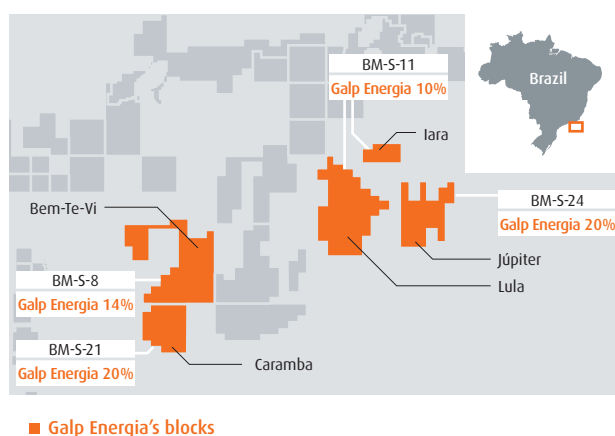 BM-S-11
Galp Energia 10%
Brazil
Iara
Bem-Te-Vi
BM-S-24
Galp Energia 20%
Júpiter
Lula
BM-S-8
Galp Energia 14%
BM-S-21
Galp Energia 20%
Caramba
Galp Energia's blocks